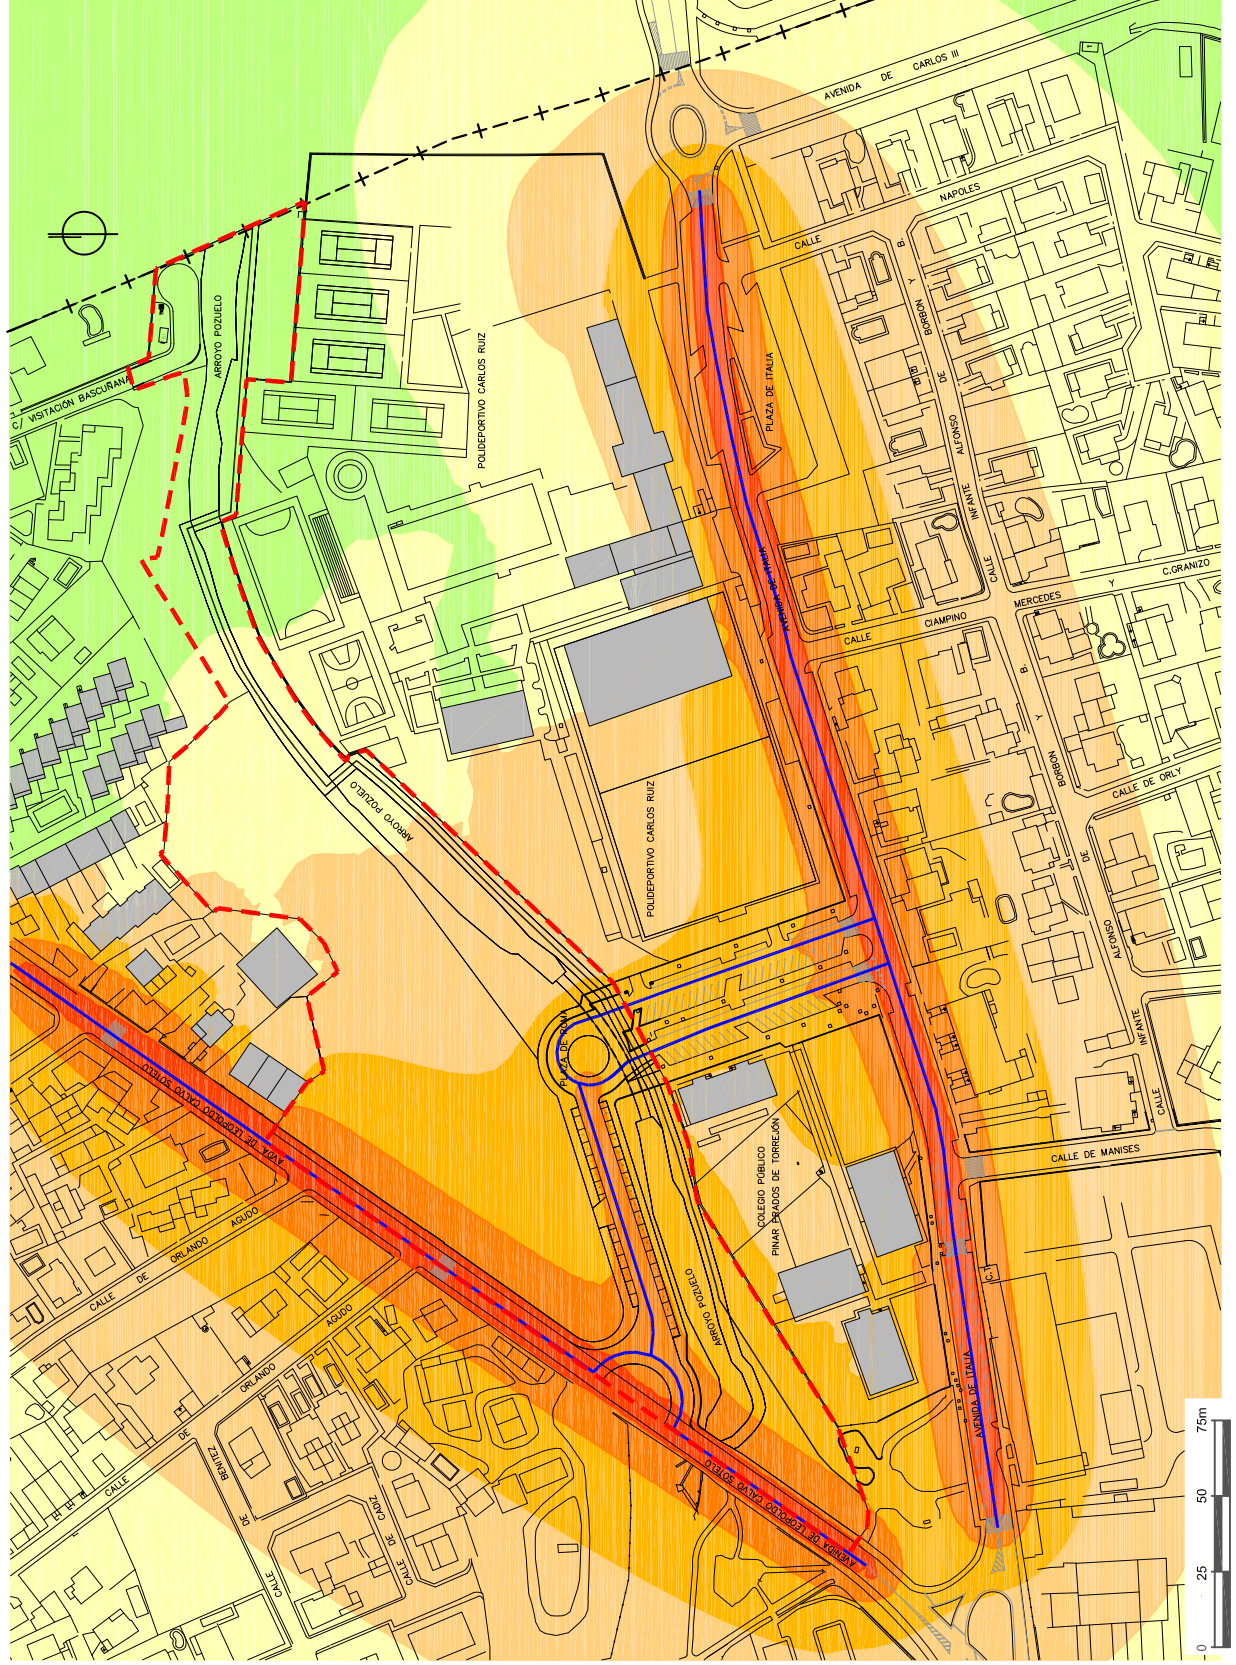 AVENIDA DE CARLOS III
NAPOLES
CALLE
BORBON Y B.
DE
ALFONSO
INFANTE
CALLE
ARROYO POZUELO
C/ VISITACIÓN BASCUÑANA
POLIDEPORTIVO CARLOS RUIZ
PLAZA DE ITALIA
AVENIDA DE ITALIA
C.GRANIZO
Y
MERCEDES
CIAMPINO
CALLE
B.
Y
BORBON
CALLE DE ORLY
DE
ALFONSO
INFANTE
CALLE
ARROYO POZUELO
POLIDEPORTIVO CARLOS RUIZ
PLAZA DE ROMA
AVDA. DE LEOPOLDO CALVO SOTELO
CALLE DE ORLANDO AGUDO
CALLE DE ORLANDO AGUDO
COLEGIO PÚBLICO
PINAR PRADOS DE TORREJÓN
CALLE DE MANISES
ARROYO POZUELO
C.T.
AVENIDA DE ITALIA
AVENIDA DE LEOPOLDO CALVO SOTELO
CALLE DE BENITEZ
CALLE DE CADIZ
0 25 50 75m